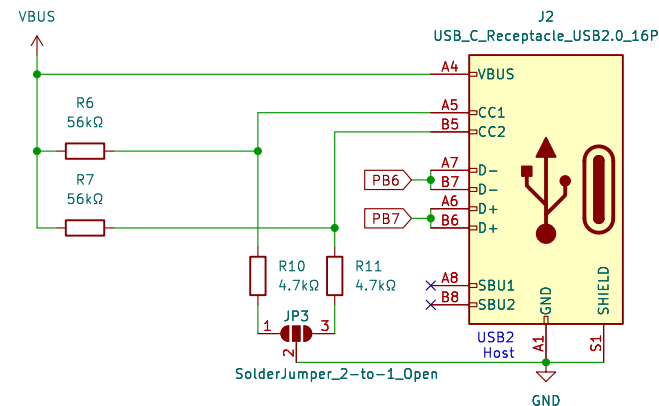 VBUS
J2
USB_C_Receptacle_USB2.0_16P
A4
VBUS
R6
56kΩ
A5
CC1
B5
CC2
R7
56kΩ
A7
D-
PB6
B7
D-
A6
D+
PB7
B6
D+
R10
4.7kΩ
R11
4.7kΩ
A8
SBU1
B8
SBU2
GND
SHIELD
JP3
1
3
2
USB2
Host
A1
S1
SolderJumper_2-to-1_Open
GND